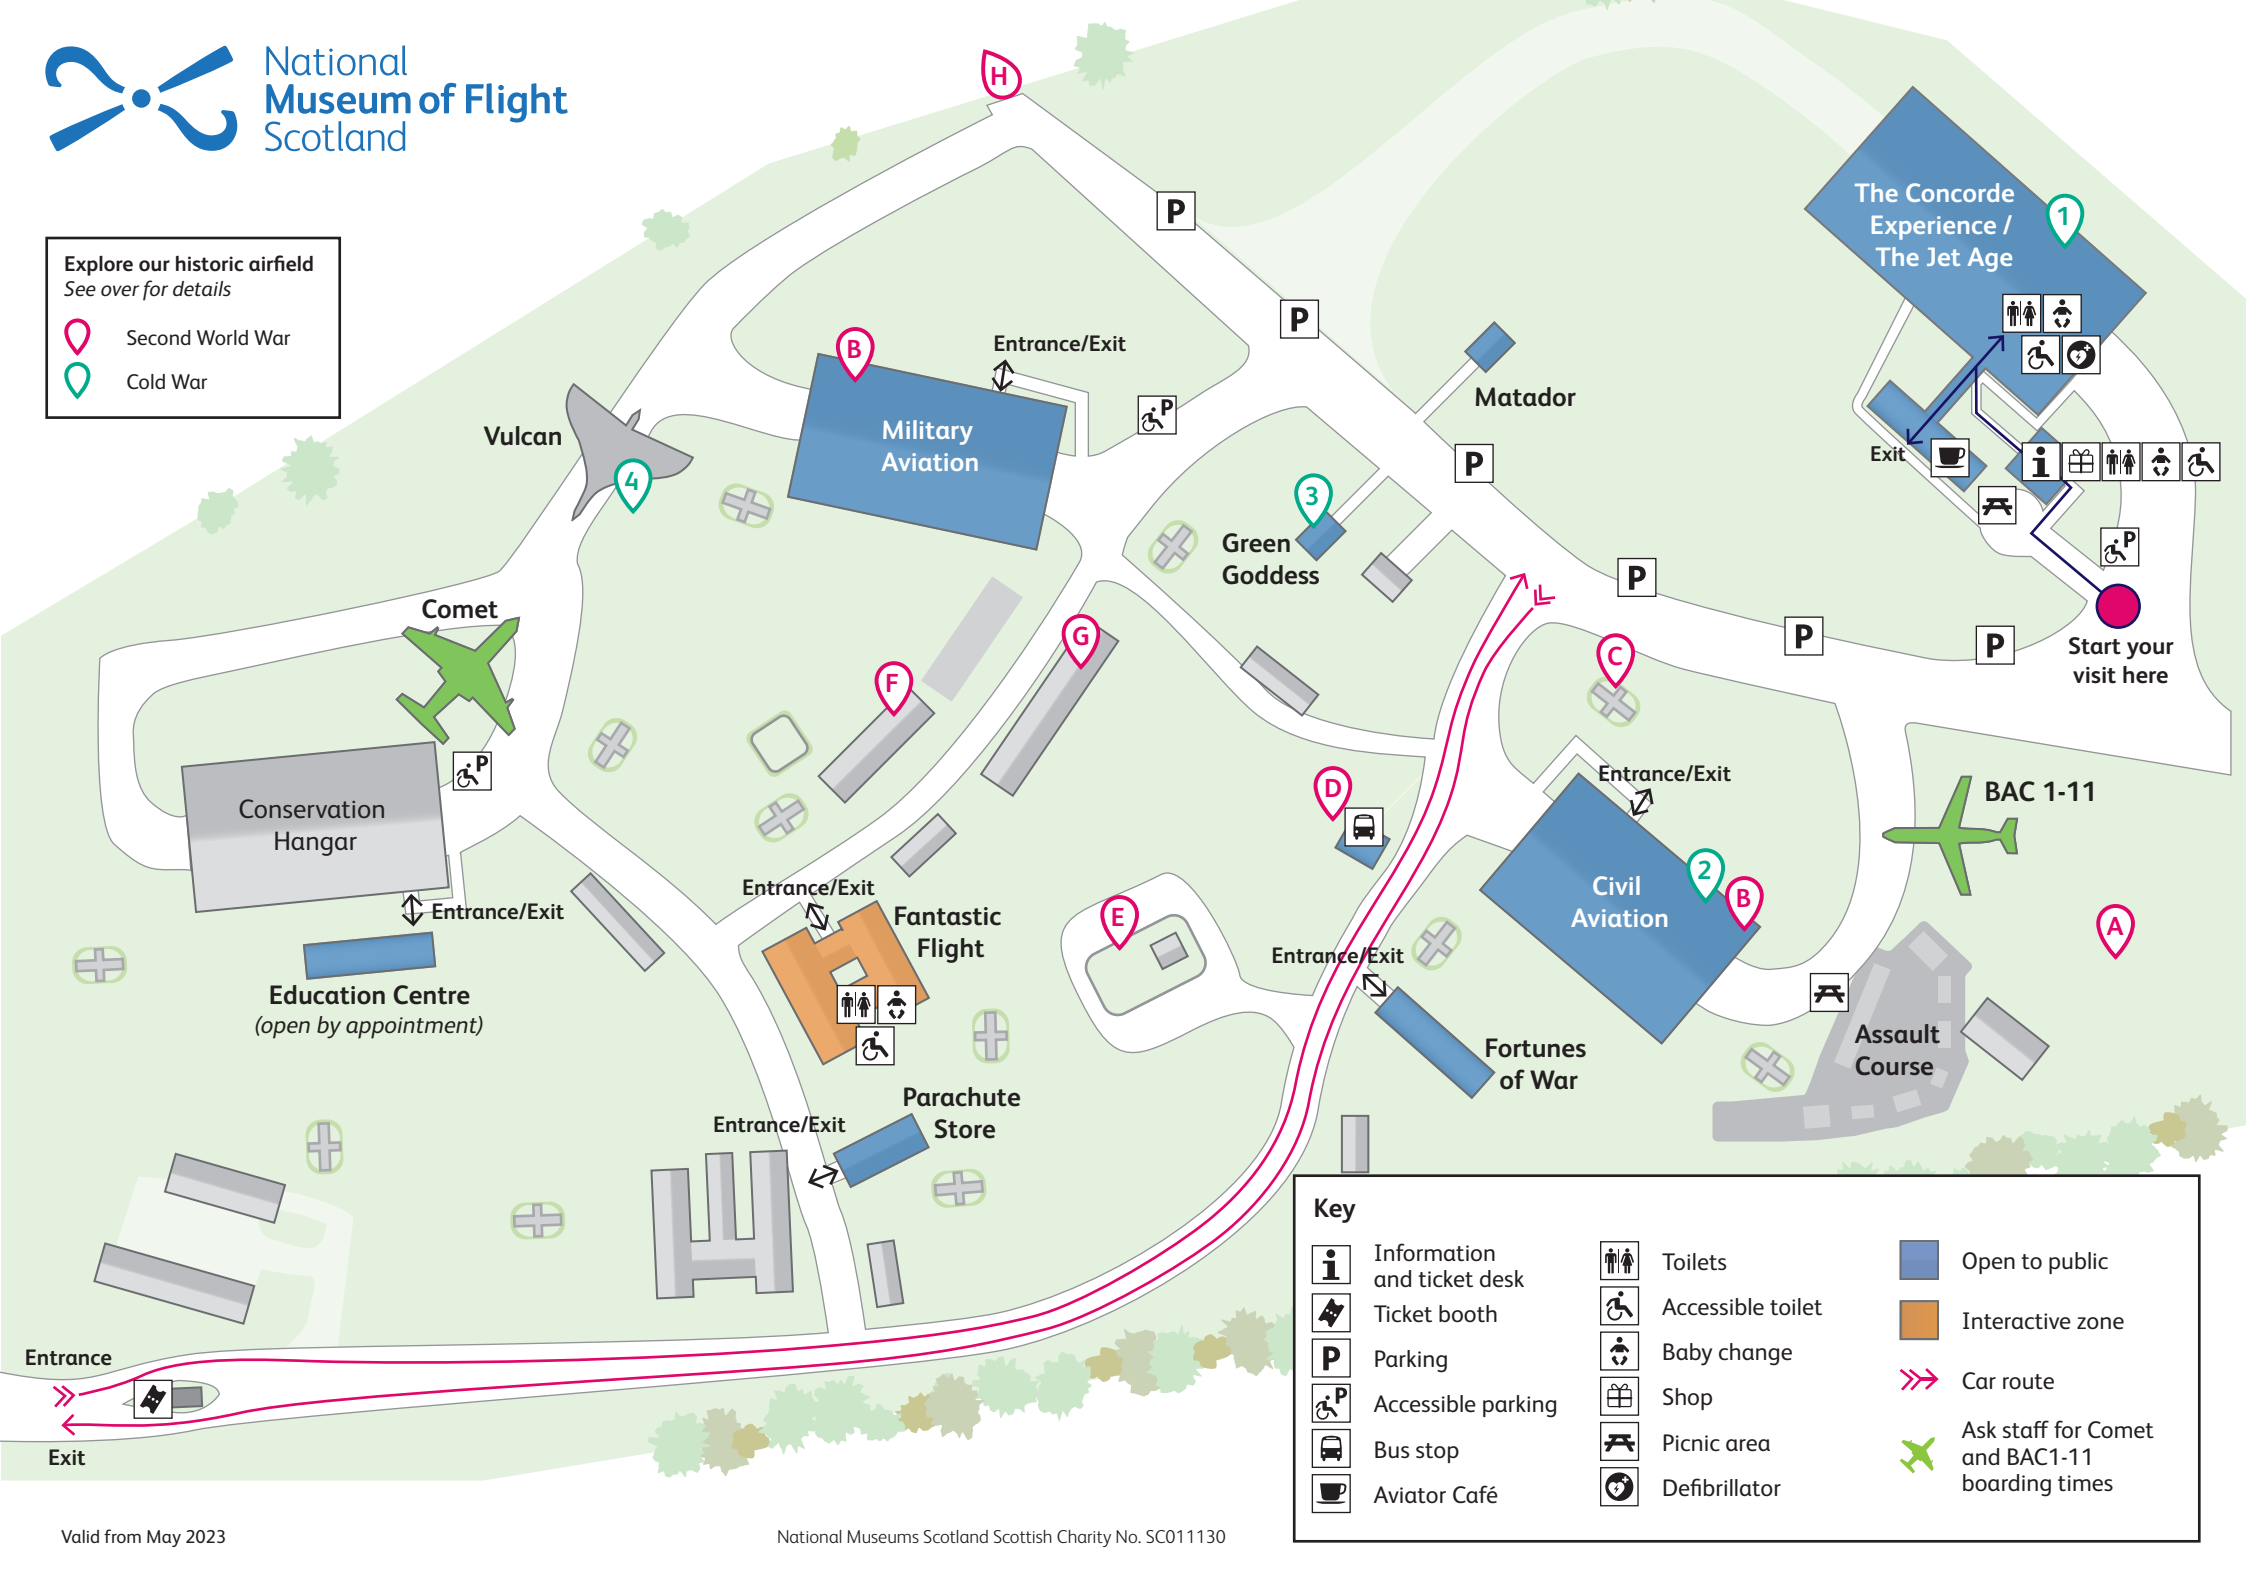 National
Museum of Flight
Scotland
Explore our historic airfield
See over for details
Second World War
Cold War
H
P
P
The Concorde
Experience /
The Jet Age
1
B
Entrance/Exit
Military
Aviation
P
Matador
Vulcan
4
P
3
Green
Goddess
Exit
i
P
P
P
P
Start your
visit here
Comet
G
F
C
P
Conservation
Hangar
Entrance/Exit
Education Centre
(open by appointment)
D
Entrance/Exit
BAC 1-11
Civil
Aviation
2
B
A
Entrance/Exit
Fantastic
Flight
E
Entrance/Exit
Fortunes
of War
Assault
Course
Parachute
Store
Entrance/Exit
Entrance
Exit
Key
i
Information
and ticket desk
Ticket booth
P
Parking
P
Accessible parking
Bus stop
Aviator Café
Toilets
Accessible toilet
Baby change
Shop
Picnic area
Defibrillator
Open to public
Interactive zone
Car route
Ask staff for Comet
and BAC1-11
boarding times
Valid from May 2023
National Museums Scotland Scottish Charity No. SC011130